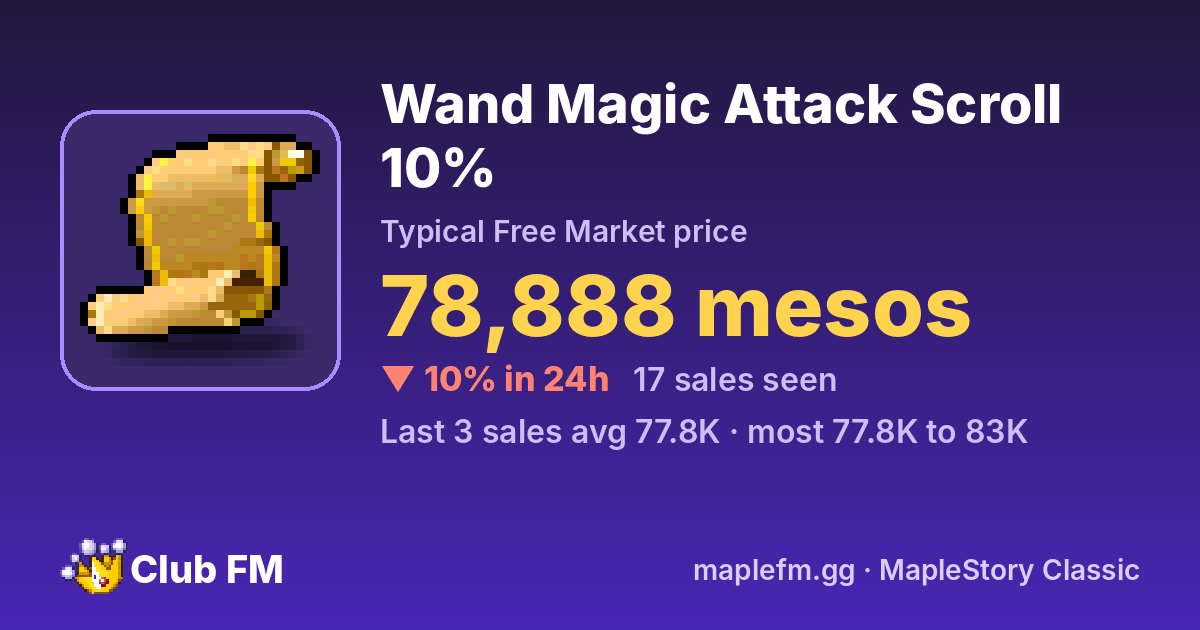 Wand Magic Attack Scroll
10%
Typical Free Market price
78,888 mesos
▼ 10% in 24h 17 sales seen
Last 3 sales avg 77.8K · most 77.8K to 83K
Club FM
maplefm.gg · MapleStory Classic